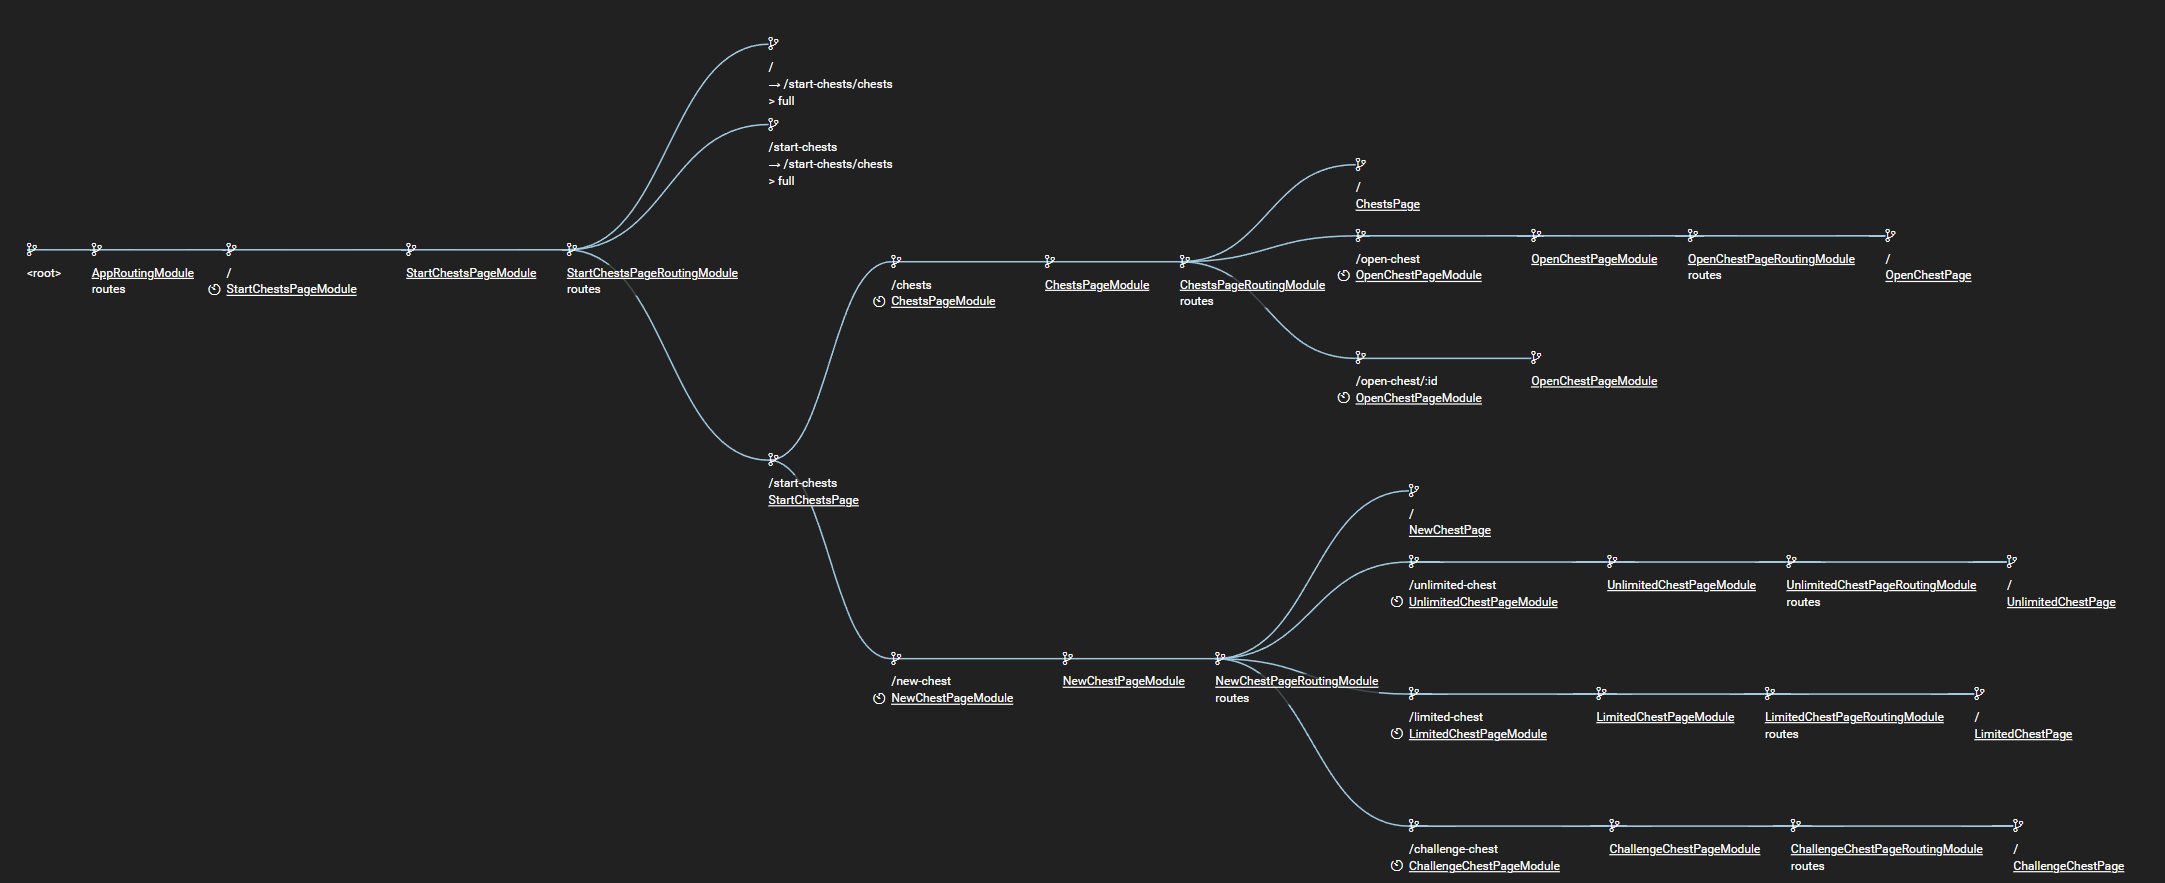 /
→ /start-chests/chests
> full
/start-chests
→ /start-chests/chests
> full
<root>
AppRoutingModule
routes
/
StartChestsPageModule
StartChestsPageModule
StartChestsPageRoutingModule
routes
/start-chests
StartChestsPage
/chests
ChestsPageModule
ChestsPageModule
ChestsPageRoutingModule
routes
/
ChestsPage
/open-chest
OpenChestPageModule
OpenChestPageModule
OpenChestPageRoutingModule
routes
/
OpenChestPage
/open-chest/:id
OpenChestPageModule
OpenChestPageModule
/new-chest
NewChestPageModule
NewChestPageModule
NewChestPageRoutingModule
routes
/
NewChestPage
/unlimited-chest
UnlimitedChestPageModule
UnlimitedChestPageModule
UnlimitedChestPageRoutingModule
routes
/
UnlimitedChestPage
/limited-chest
LimitedChestPageModule
LimitedChestPageModule
LimitedChestPageRoutingModule
routes
/
LimitedChestPage
/challenge-chest
ChallengeChestPageModule
ChallengeChestPageModule
ChallengeChestPageRoutingModule
routes
/
ChallengeChestPage